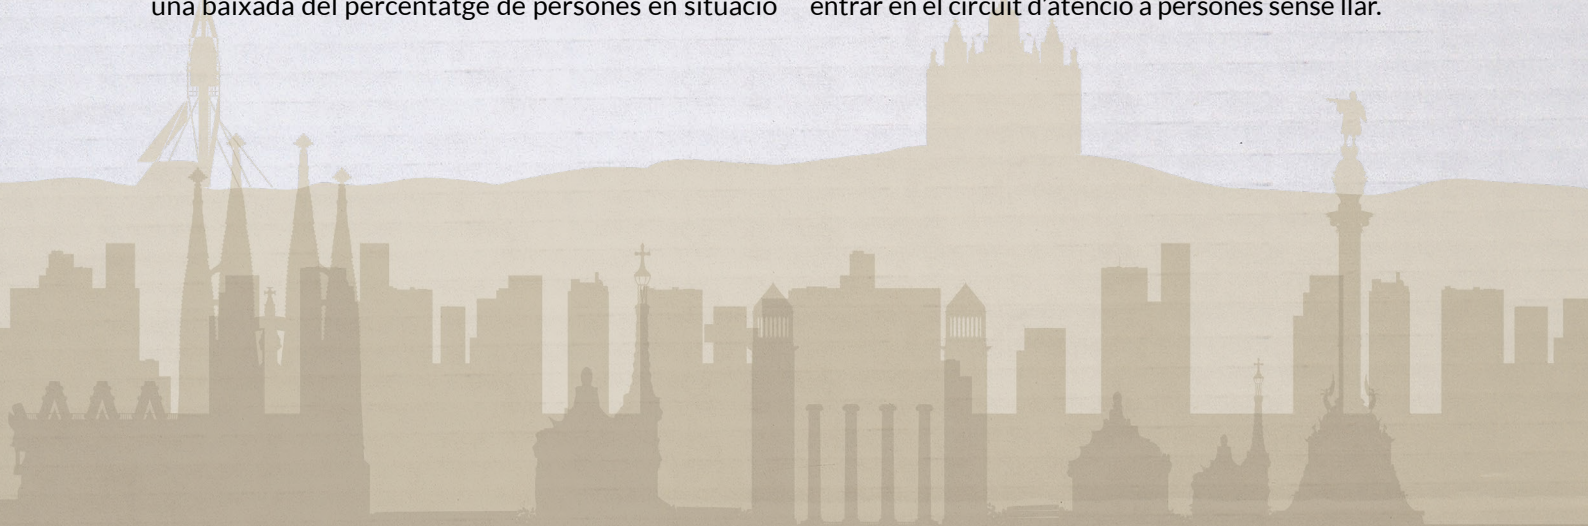 una baixada del percentatge de persones en situació
entrar en el circuit d'atenció a persones sense llar.